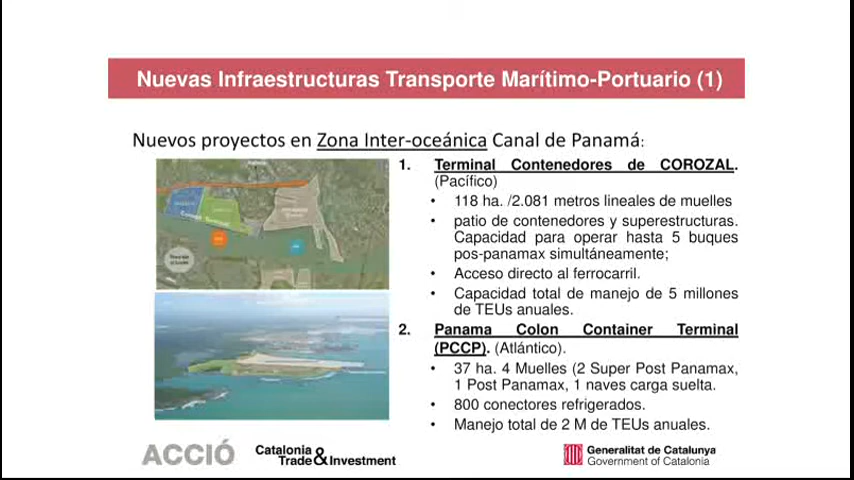 Nuevas Infraestructuras Transporte Marítimo-Portuario (1)
Nuevos proyectos en Zona Inter-oceánica Canal de Panamá:
1. Terminal Contenedores de COROZAL.
(Pacífico)
• 118 ha. /2.081 metros lineales de muelles
• patio de contenedores y superestructuras.
Capacidad para operar hasta 5 buques
pos-panamax simultáneamente;
• Acceso directo al ferrocarril.
• Capacidad total de manejo de 5 millones
de TEUs anuales.
2. Panama Colon Container Terminal
(PCCP). (Atlántico).
• 37 ha. 4 Muelles (2 Super Post Panamax,
1 Post Panamax, 1 naves carga suelta.
• 800 conectores refrigerados.
• Manejo total de 2 M de TEUs anuales.
ACCIÓ
Catalonia
Trade & Investment
Generalitat de Catalunya
Government of Catalonia